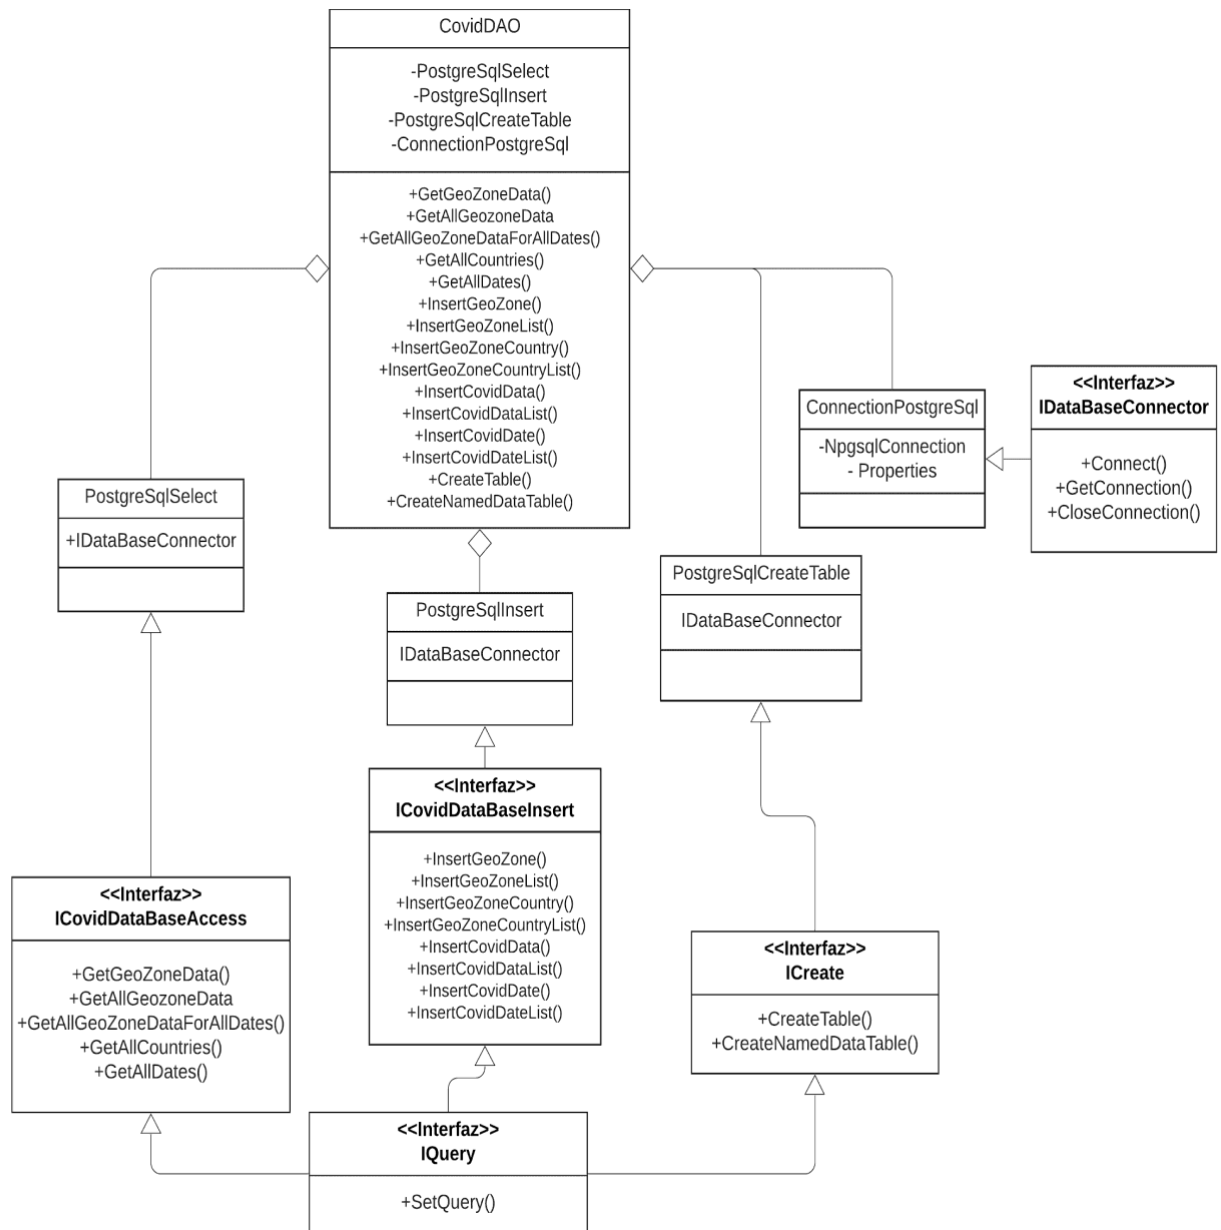 CovidDAO
-PostgreSqlSelect
-PostgreSqlInsert
-PostgreSqlCreateTable
-ConnectionPostgreSql
+GetGeoZoneData()
+GetAllGeozoneData
+GetAllGeoZoneDataForAllDates()
+GetAllCountries()
+GetAllDates()
+InsertGeoZone()
+InsertGeoZoneList()
+InsertGeoZoneCountry()
+InsertGeoZoneCountryList()
+InsertCovidData()
+InsertCovidDataList()
+InsertCovidDate()
+InsertCovidDateList()
+CreateTable()
+CreateNamedDataTable()
ConnectionPostgreSql
-NpgsqlConnection
- Properties
<<Interfaz>>
IDataBaseConnector
+Connect()
+GetConnection()
+CloseConnection()
PostgreSqlSelect
+IDataBaseConnector
PostgreSqlInsert
IDataBaseConnector
PostgreSqlCreateTable
IDataBaseConnector
<<Interfaz>>
ICovidDataBaseInsert
+InsertGeoZone()
+InsertGeoZoneList()
+InsertGeoZoneCountry()
+InsertGeoZoneCountryList()
+InsertCovidData()
+InsertCovidDataList()
+InsertCovidDate()
+InsertCovidDateList()
<<Interfaz>>
ICovidDataBaseAccess
+GetGeoZoneData()
+GetAllGeozoneData
+GetAllGeoZoneDataForAllDates()
+GetAllCountries()
+GetAllDates()
<<Interfaz>>
ICreate
+CreateTable()
+CreateNamedDataTable()
<<Interfaz>>
IQuery
+SetQuery()